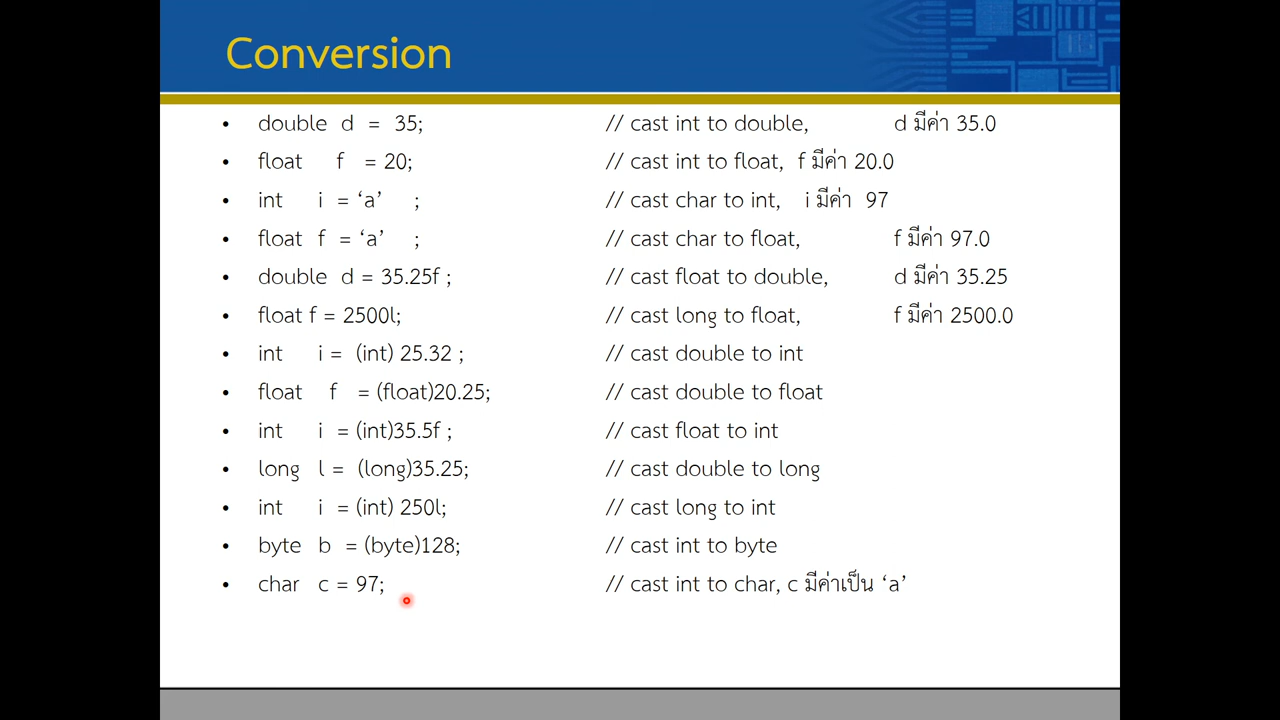 Conversion
• double d = 35; // cast int to double, d มีค่า 35.0
• float f = 20; // cast int to float, f มีค่า 20.0
• int i = ‘a’ ; // cast char to int, i มีค่า 97
• float f = ‘a’ ; // cast char to float, f มีค่า 97.0
• double d = 35.25f ; // cast float to double, d มีค่า 35.25
• float f = 2500l; // cast long to float, f มีค่า 2500.0
• int i = (int) 25.32 ; // cast double to int
• float f = (float)20.25; // cast double to float
• int i = (int)35.5f ; // cast float to int
• long l = (long)35.25; // cast double to long
• int i = (int) 250l; // cast long to int
• byte b = (byte)128; // cast int to byte
• char c = 97; // cast int to char, c มีค่าเป็น ‘a’